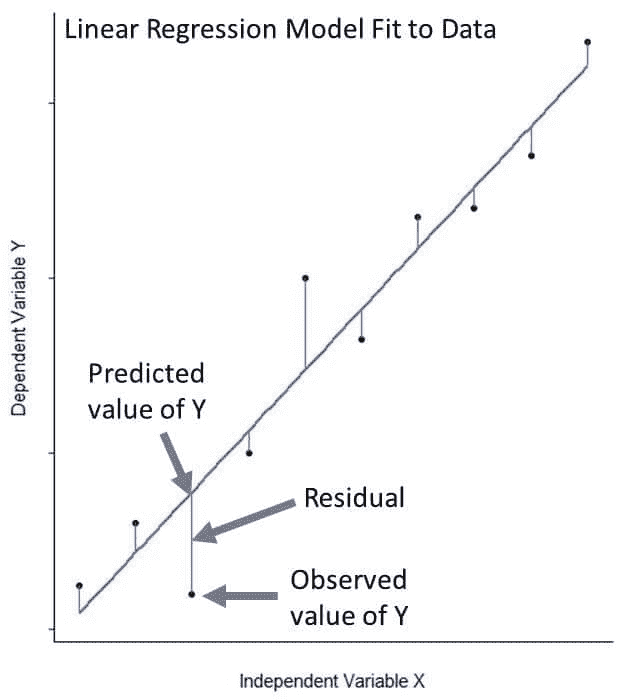 Linear Regression Model Fit to Data
Dependent Variable Y
Predicted
value of Y
Residual
Observed
value of Y
Independent Variable X